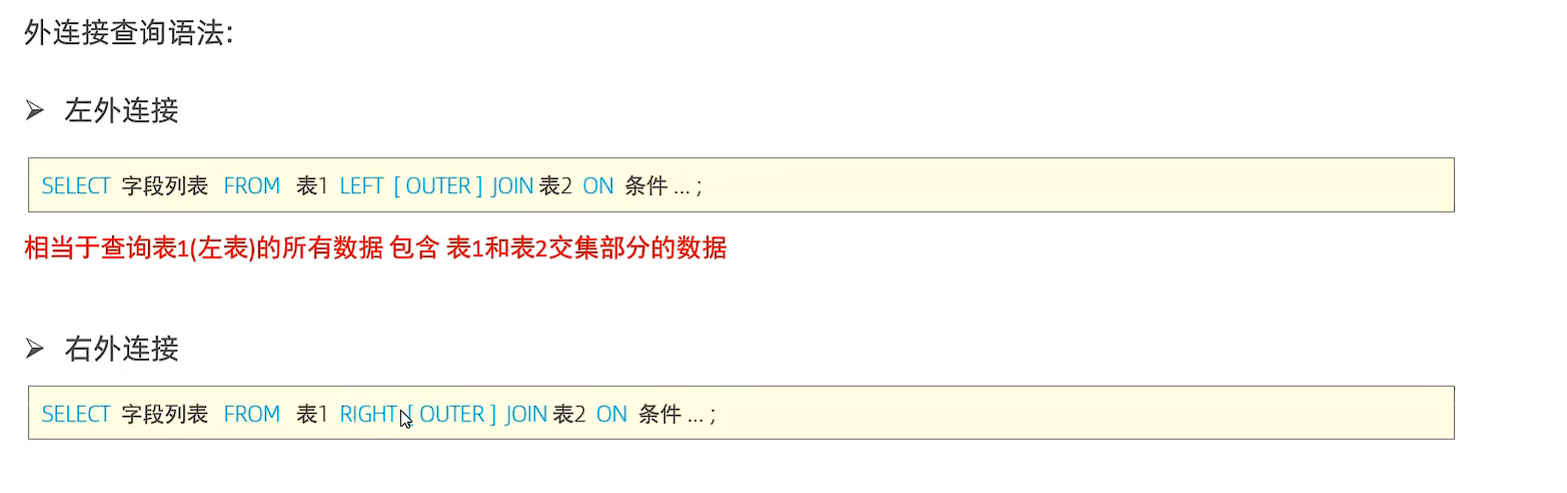 外连接查询语法:
➢ 左外连接
SELECT 字段列表 FROM 表1 LEFT [ OUTER ] JOIN 表2 ON 条件 ... ;
相当于查询表1(左表)的所有数据 包含 表1和表2交集部分的数据
➢ 右外连接
SELECT 字段列表 FROM 表1 RIGHT [ OUTER ] JOIN 表2 ON 条件 ... ;